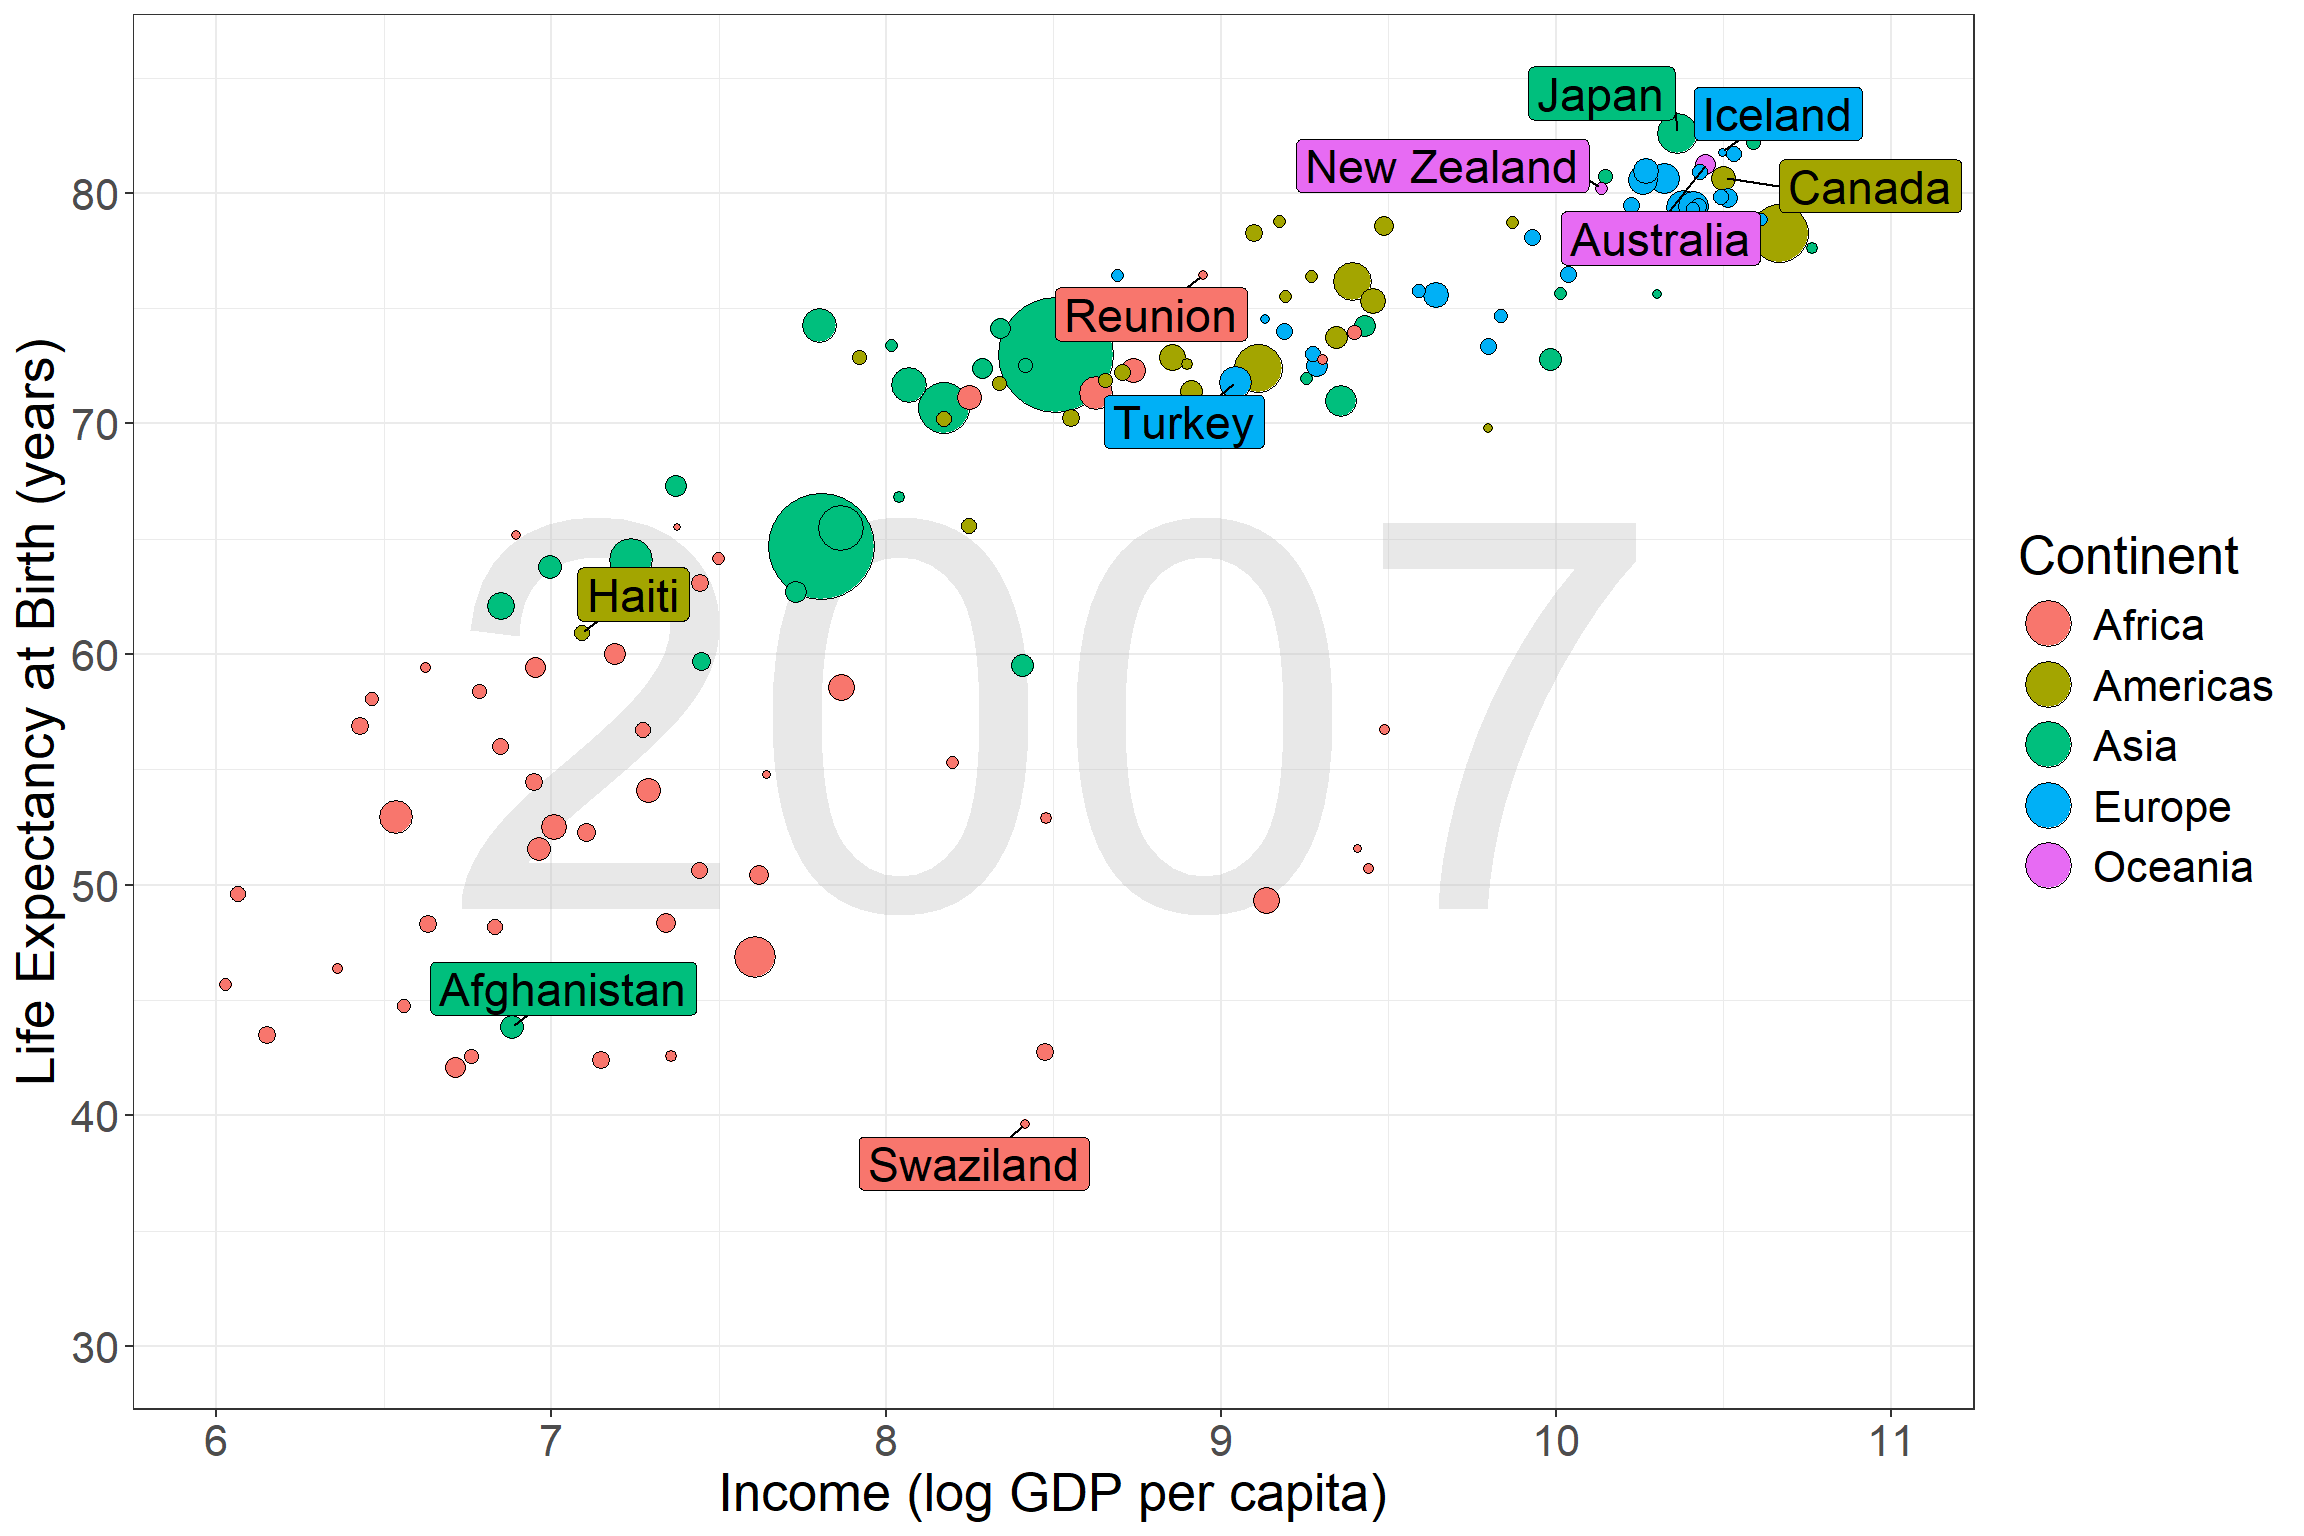 Japan
Iceland
New Zealand
Canada
Australia
Reunion
Turkey
Haiti
Afghanistan
Swaziland
2007
80
70
60
50
40
30
Life Expectancy at Birth (years)
6 7 8 9 10 11
Income (log GDP per capita)
Continent
Africa
Americas
Asia
Europe
Oceania